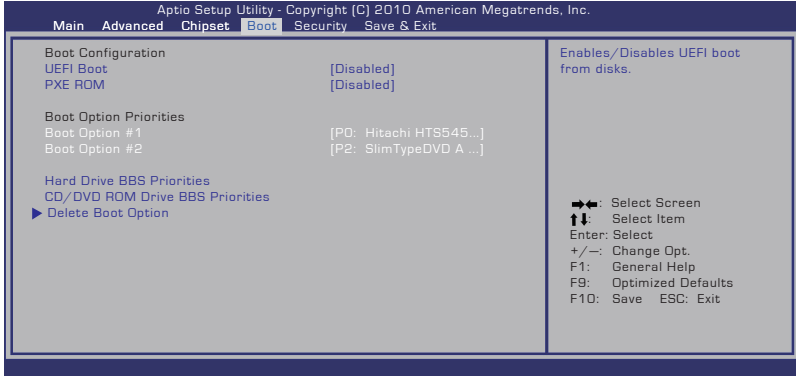 Aptio Setup Utility - Copyright (C) 2010 American Megatrends, Inc.
Main Advanced Chipset Boot Security Save & Exit
Boot Configuration
UEFI Boot [Disabled]
PXE ROM [Disabled]
Boot Option Priorities
Boot Option #1 [P0: Hitachi HTS545...]
Boot Option #2 [P2: SlimTypeDVD A ...]
Hard Drive BBS Priorities
CD/DVD ROM Drive BBS Priorities
Delete Boot Option
Enables/Disables UEFI boot
from disks.
→←: Select Screen
↑↓: Select Item
Enter: Select
+/—: Change Opt.
F1: General Help
F9: Optimized Defaults
F10: Save ESC: Exit